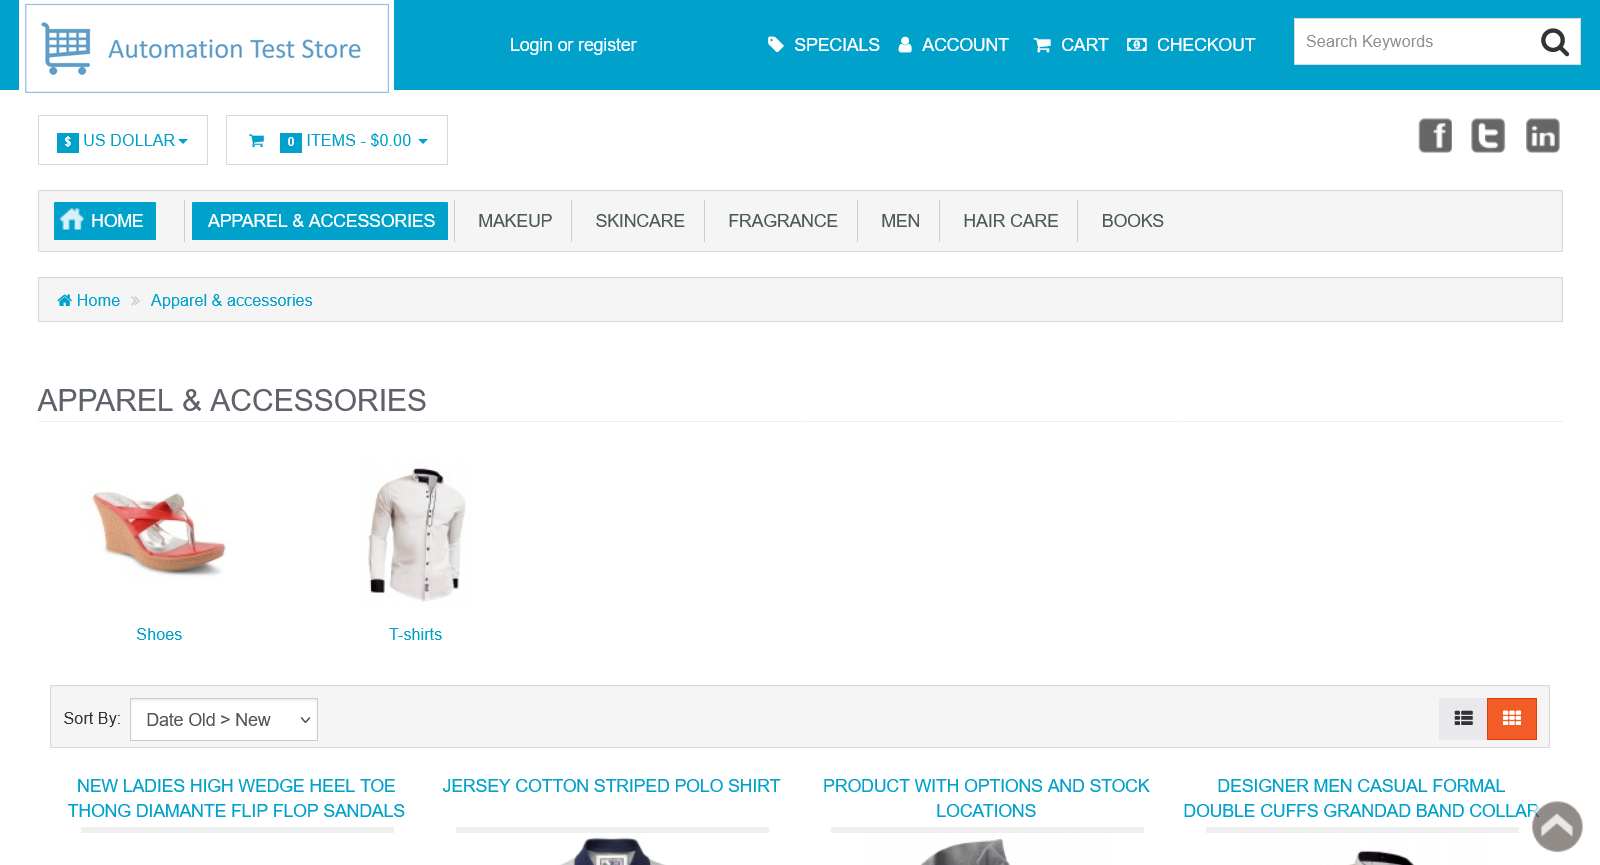 Automation Test Store
Login or register
SPECIALS
ACCOUNT
CART
CHECKOUT
Search Keywords
$ US DOLLAR
0 ITEMS - $0.00
HOME
APPAREL & ACCESSORIES
MAKEUP
SKINCARE
FRAGRANCE
MEN
HAIR CARE
BOOKS
Home » Apparel & accessories
APPAREL & ACCESSORIES
Shoes
T-shirts
Sort By: Date Old > New
NEW LADIES HIGH WEDGE HEEL TOE
THONG DIAMANTE FLIP FLOP SANDALS
JERSEY COTTON STRIPED POLO SHIRT
PRODUCT WITH OPTIONS AND STOCK
LOCATIONS
DESIGNER MEN CASUAL FORMAL
DOUBLE CUFFS GRANDAD BAND COLLAR